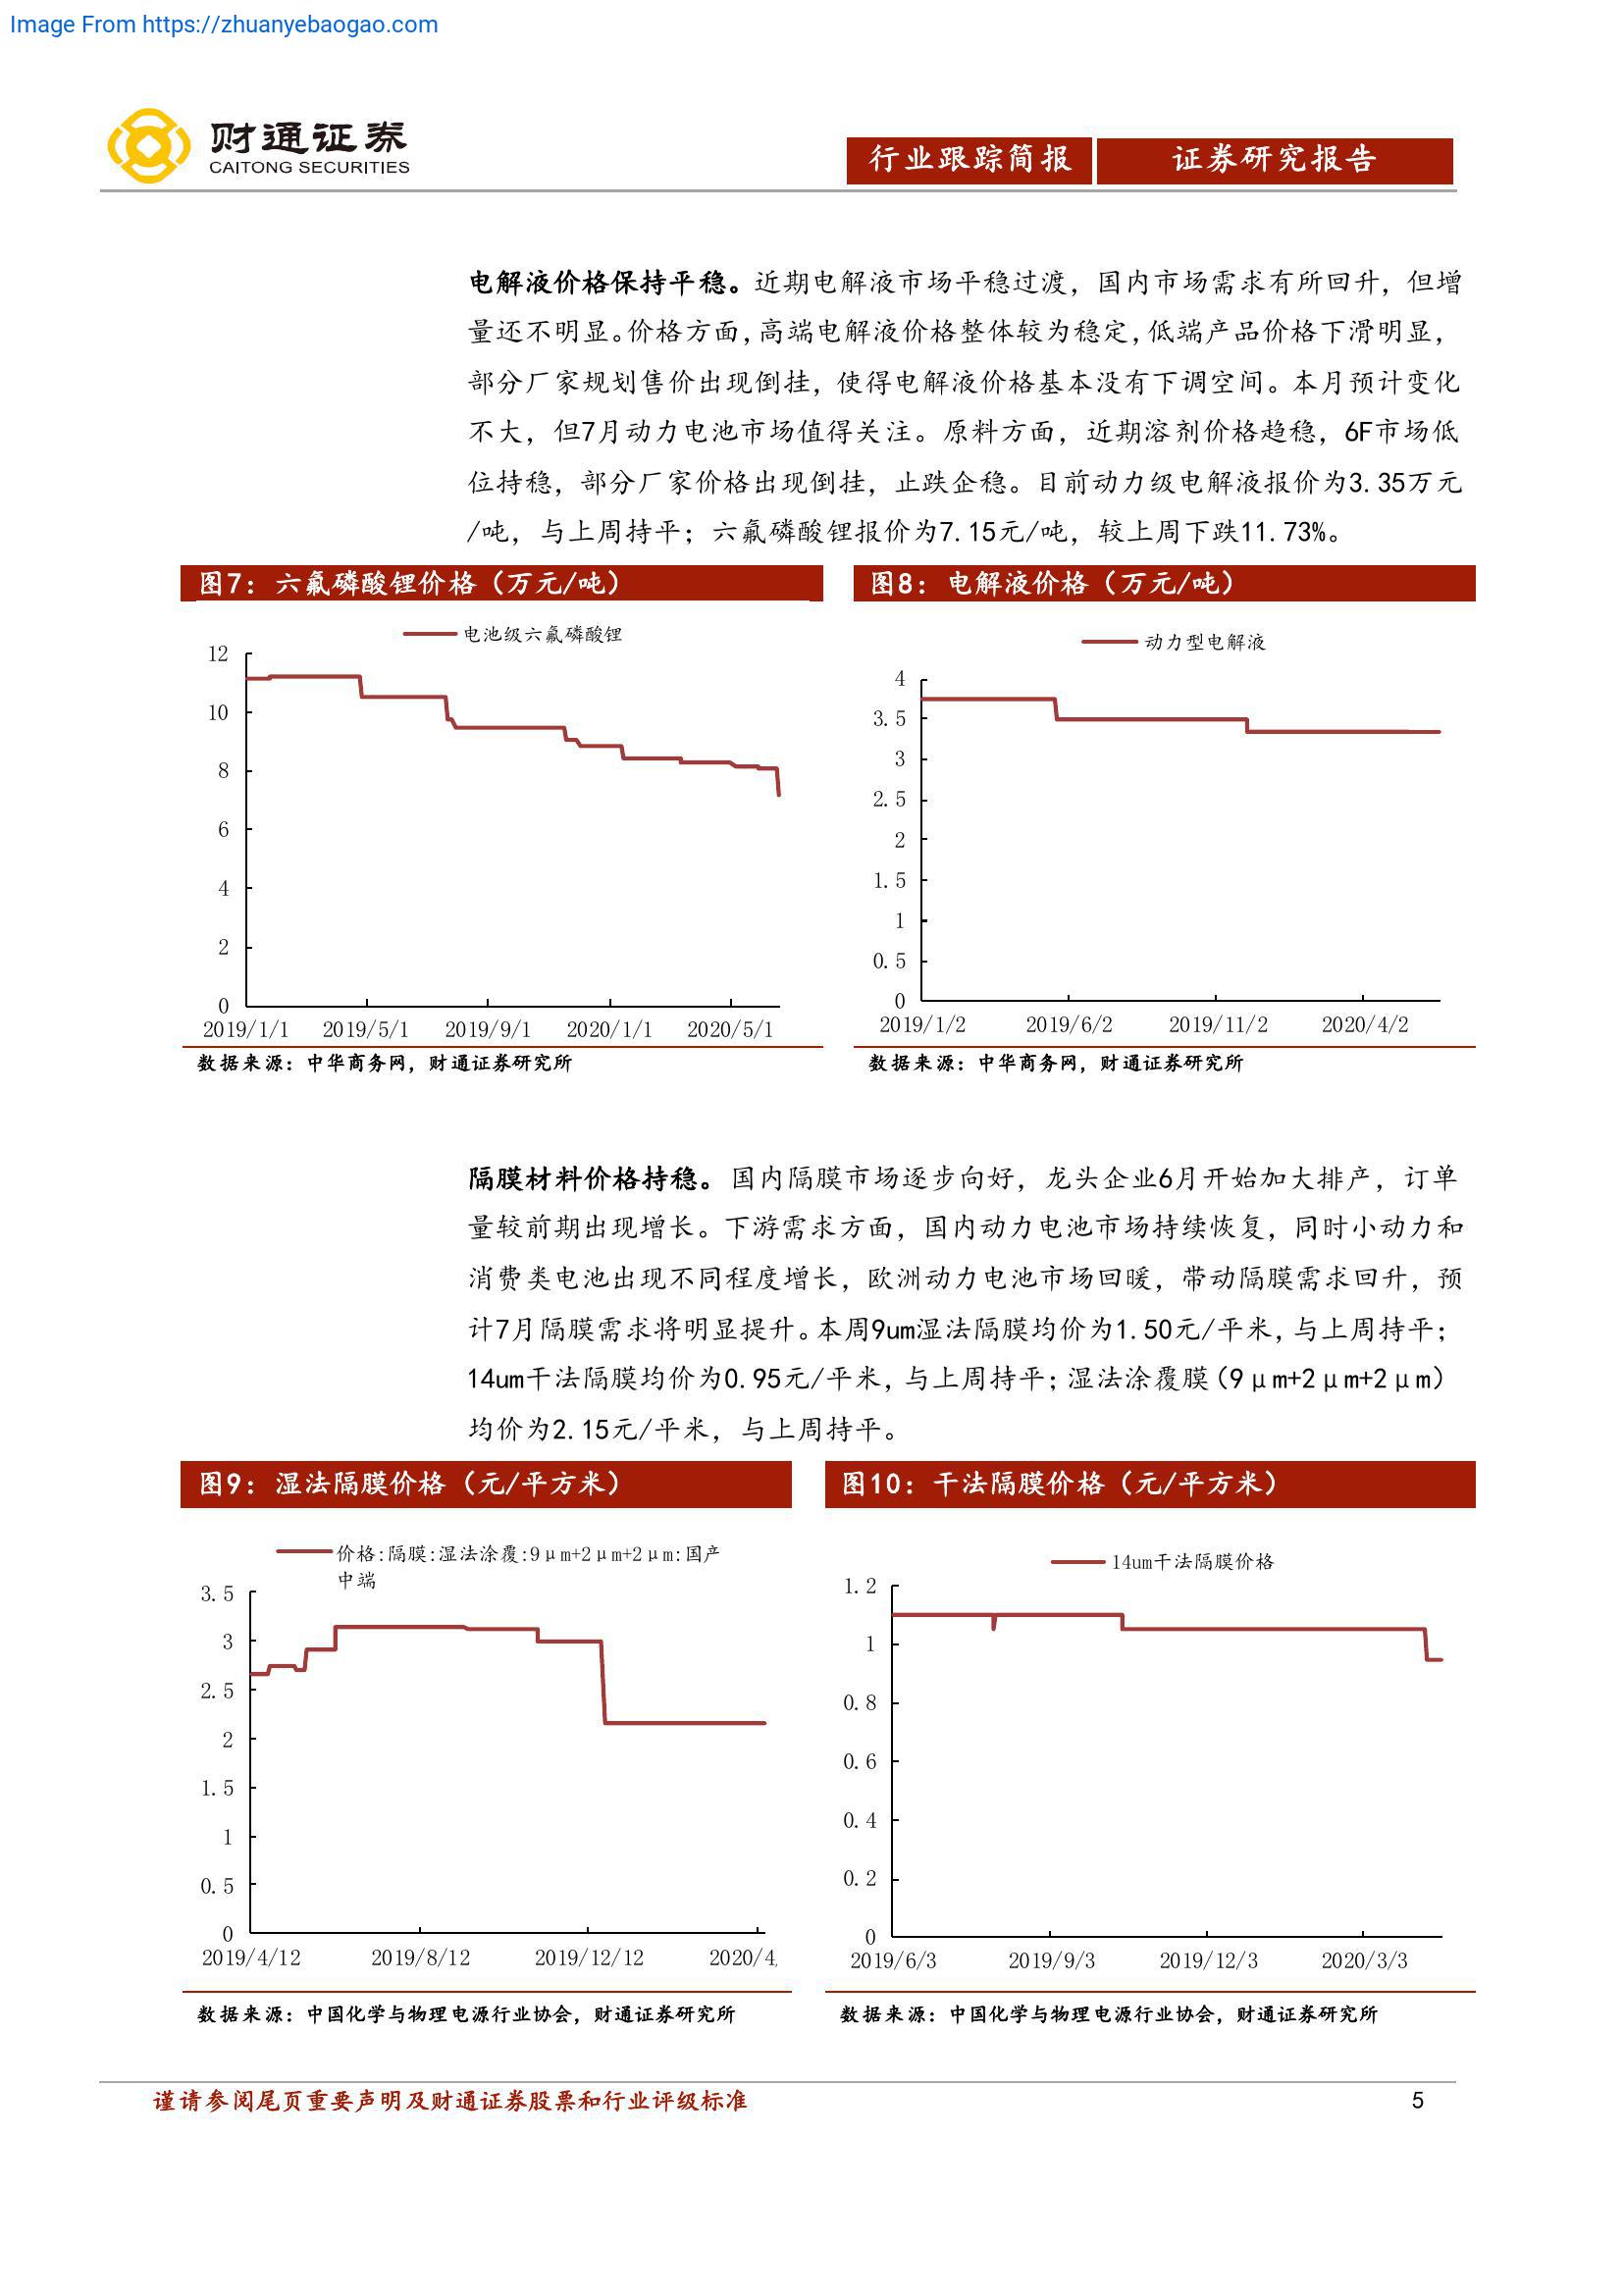 Image From https://zhuanyebaogao.com
财通证券
CAITONG SECURITIES
行业跟踪简报
证券研究报告
电解液价格保持平稳。近期电解液市场平稳过渡，国内市场需求有所回升，但增
量还不明显。价格方面，高端电解液价格整体较为稳定，低端产品价格下滑明显，
部分厂家规划售价出现倒挂，使得电解液价格基本没有下调空间。本月预计变化
不大，但7月动力电池市场值得关注。原料方面，近期溶剂价格趋稳，6F市场低
位持稳，部分厂家价格出现倒挂，止跌企稳。目前动力级电解液报价为3.35万元
/吨，与上周持平；六氟磷酸锂报价为7.15元/吨，较上周下跌11.73%。
图7：六氟磷酸锂价格（万元/吨）
电池级六氟磷酸锂
12
10
8
6
4
2
0
2019/1/1 2019/5/1 2019/9/1 2020/1/1 2020/5/1
数据来源：中华商务网，财通证券研究所
图8：电解液价格（万元/吨）
动力型电解液
4
3.5
3
2.5
2
1.5
1
0.5
0
2019/1/2 2019/6/2 2019/11/2 2020/4/2
数据来源：中华商务网，财通证券研究所
隔膜材料价格持稳。国内隔膜市场逐步向好，龙头企业6月开始加大排产，订单
量较前期出现增长。下游需求方面，国内动力电池市场持续恢复，同时小动力和
消费类电池出现不同程度增长，欧洲动力电池市场回暖，带动隔膜需求回升，预
计7月隔膜需求将明显提升。本周9um湿法隔膜均价为1.50元/平米，与上周持平；
14um干法隔膜均价为0.95元/平米，与上周持平；湿法涂覆膜（9μm+2μm+2μm）
均价为2.15元/平米，与上周持平。
图9：湿法隔膜价格（元/平方米）
价格:隔膜:湿法涂覆:9μm+2μm+2μm:国产
中端
3.5
3
2.5
2
1.5
1
0.5
0
2019/4/12 2019/8/12 2019/12/12 2020/4
数据来源：中国化学与物理电源行业协会，财通证券研究所
图10：干法隔膜价格（元/平方米）
14um干法隔膜价格
1.2
1
0.8
0.6
0.4
0.2
0
2019/6/3 2019/9/3 2019/12/3 2020/3/3
数据来源：中国化学与物理电源行业协会，财通证券研究所
谨请参阅尾页重要声明及财通证券股票和行业评级标准
5